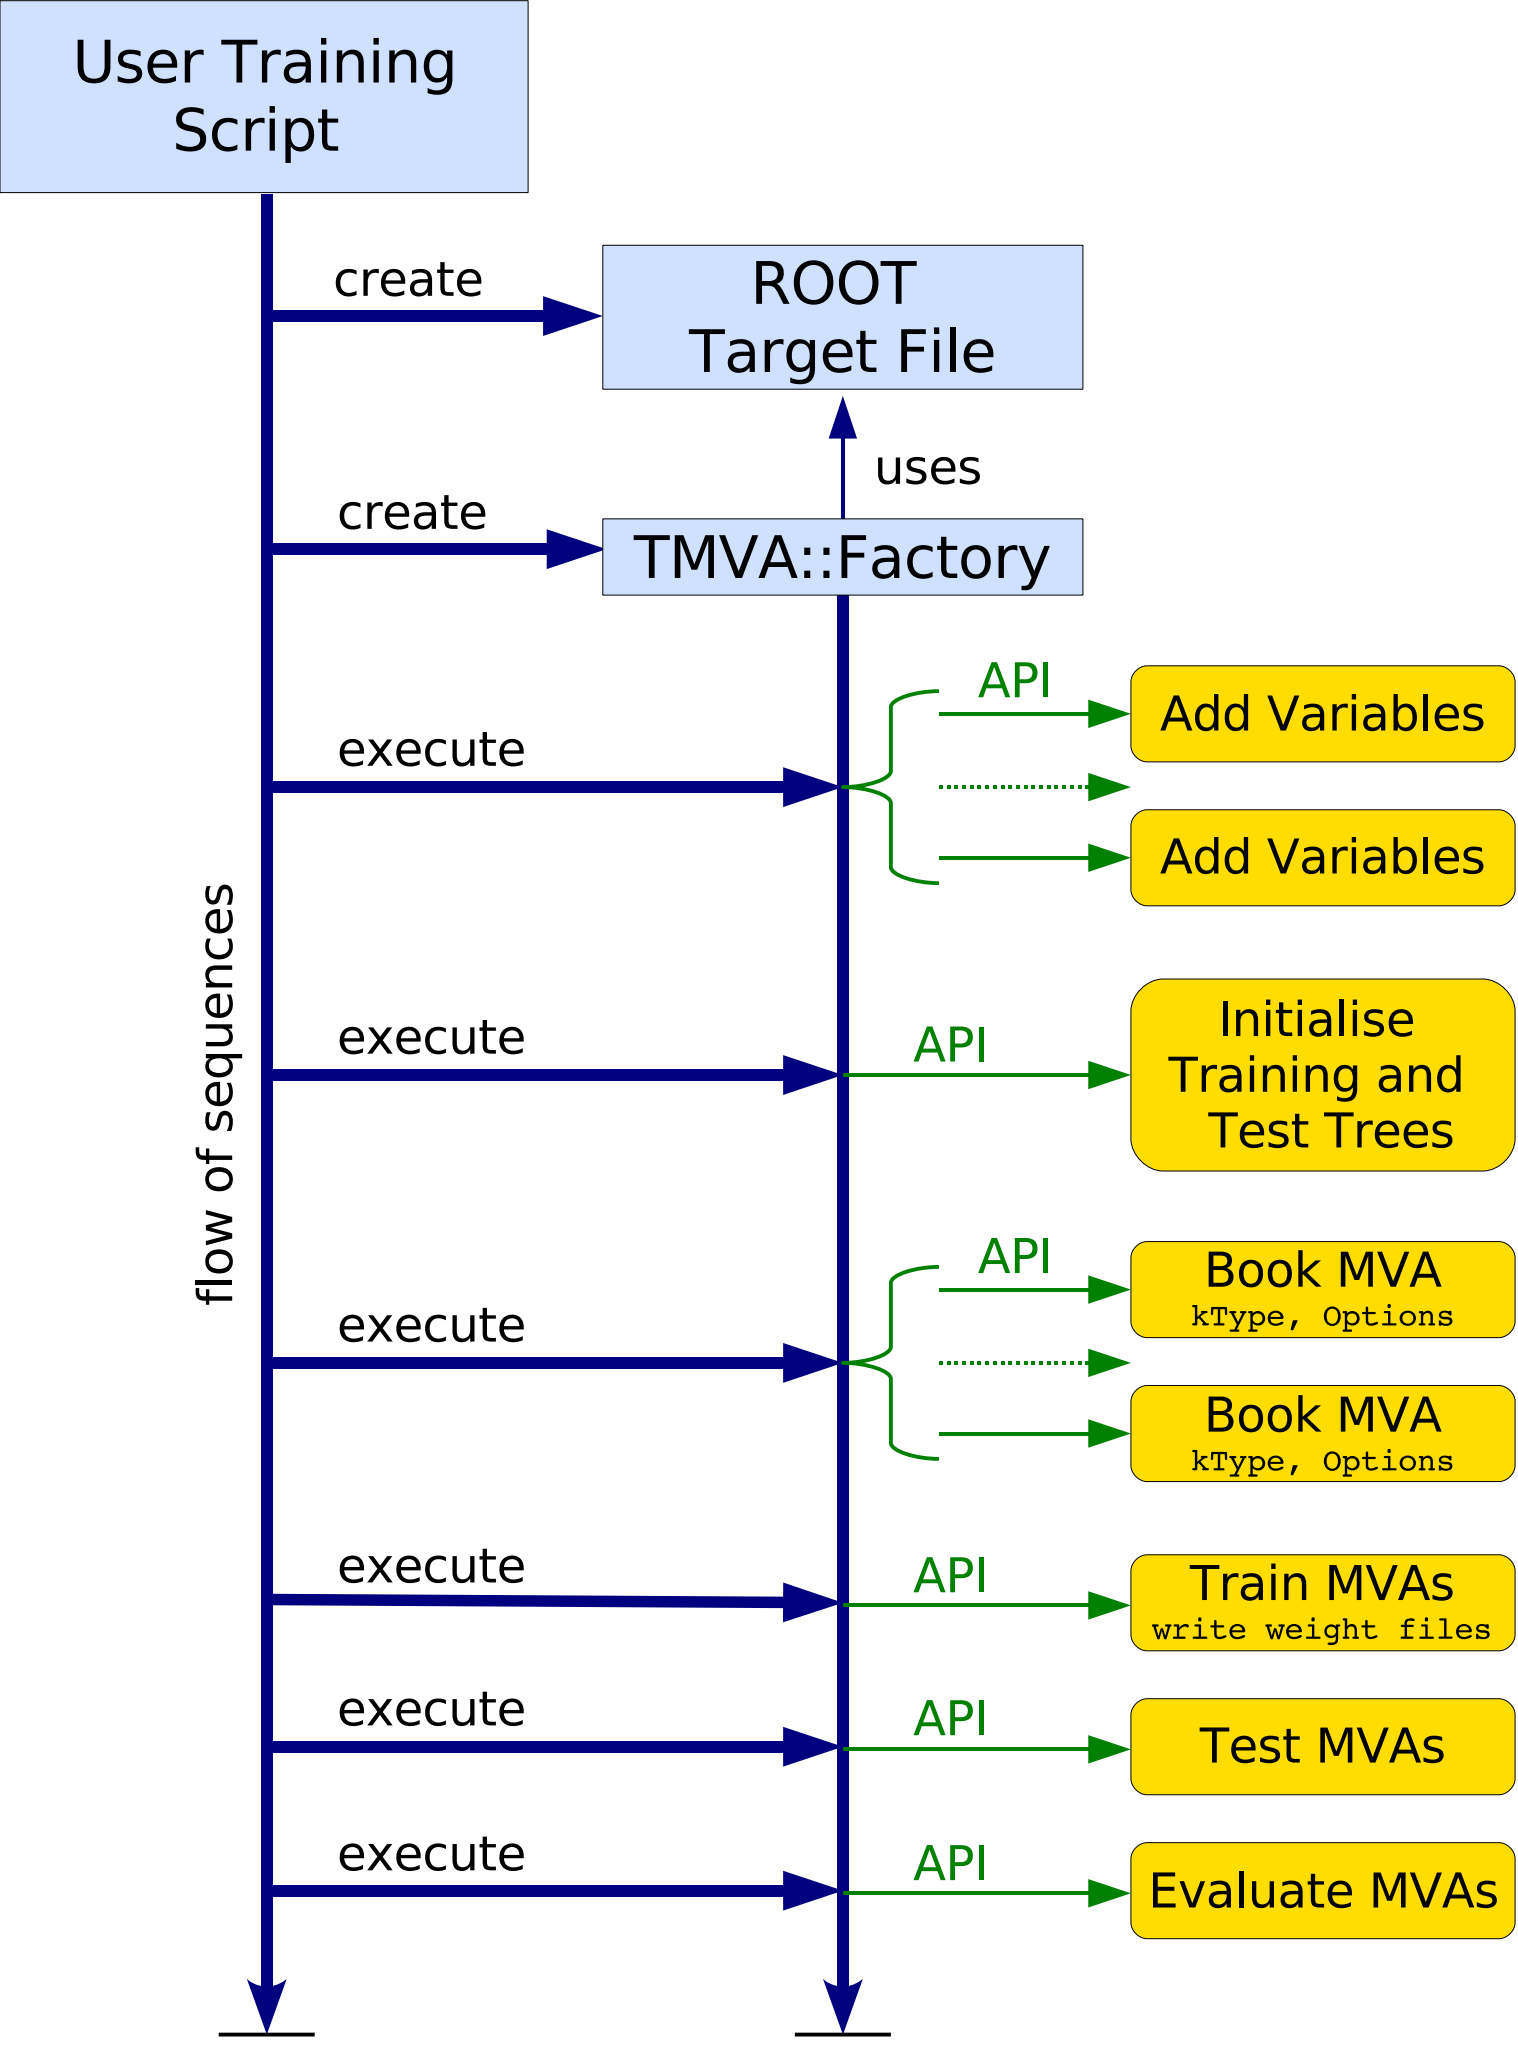 User Training
Script
create
ROOT
Target File
uses
create
TMVA::Factory
API
Add Variables
execute
Add Variables
flow of sequences
execute
API
Initialise
Training and
Test Trees
API
Book MVA
kType, Options
execute
Book MVA
kType, Options
execute
API
Train MVAs
write weight files
execute
API
Test MVAs
execute
API
Evaluate MVAs